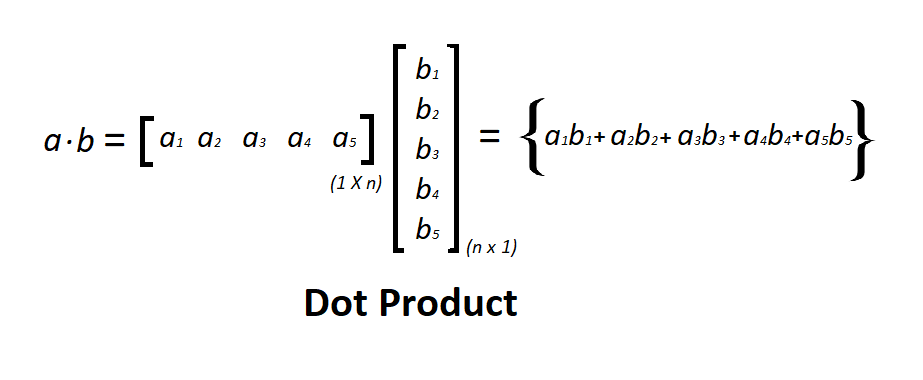 a·b = [a₁ a₂ a₃ a₄ a₅] (1 X n)
b₁
b₂
b₃
b₄
b₅
(n x 1)
= {a₁b₁+ a₂b₂+ a₃b₃+a₄b₄+a₅b₅}
Dot Product